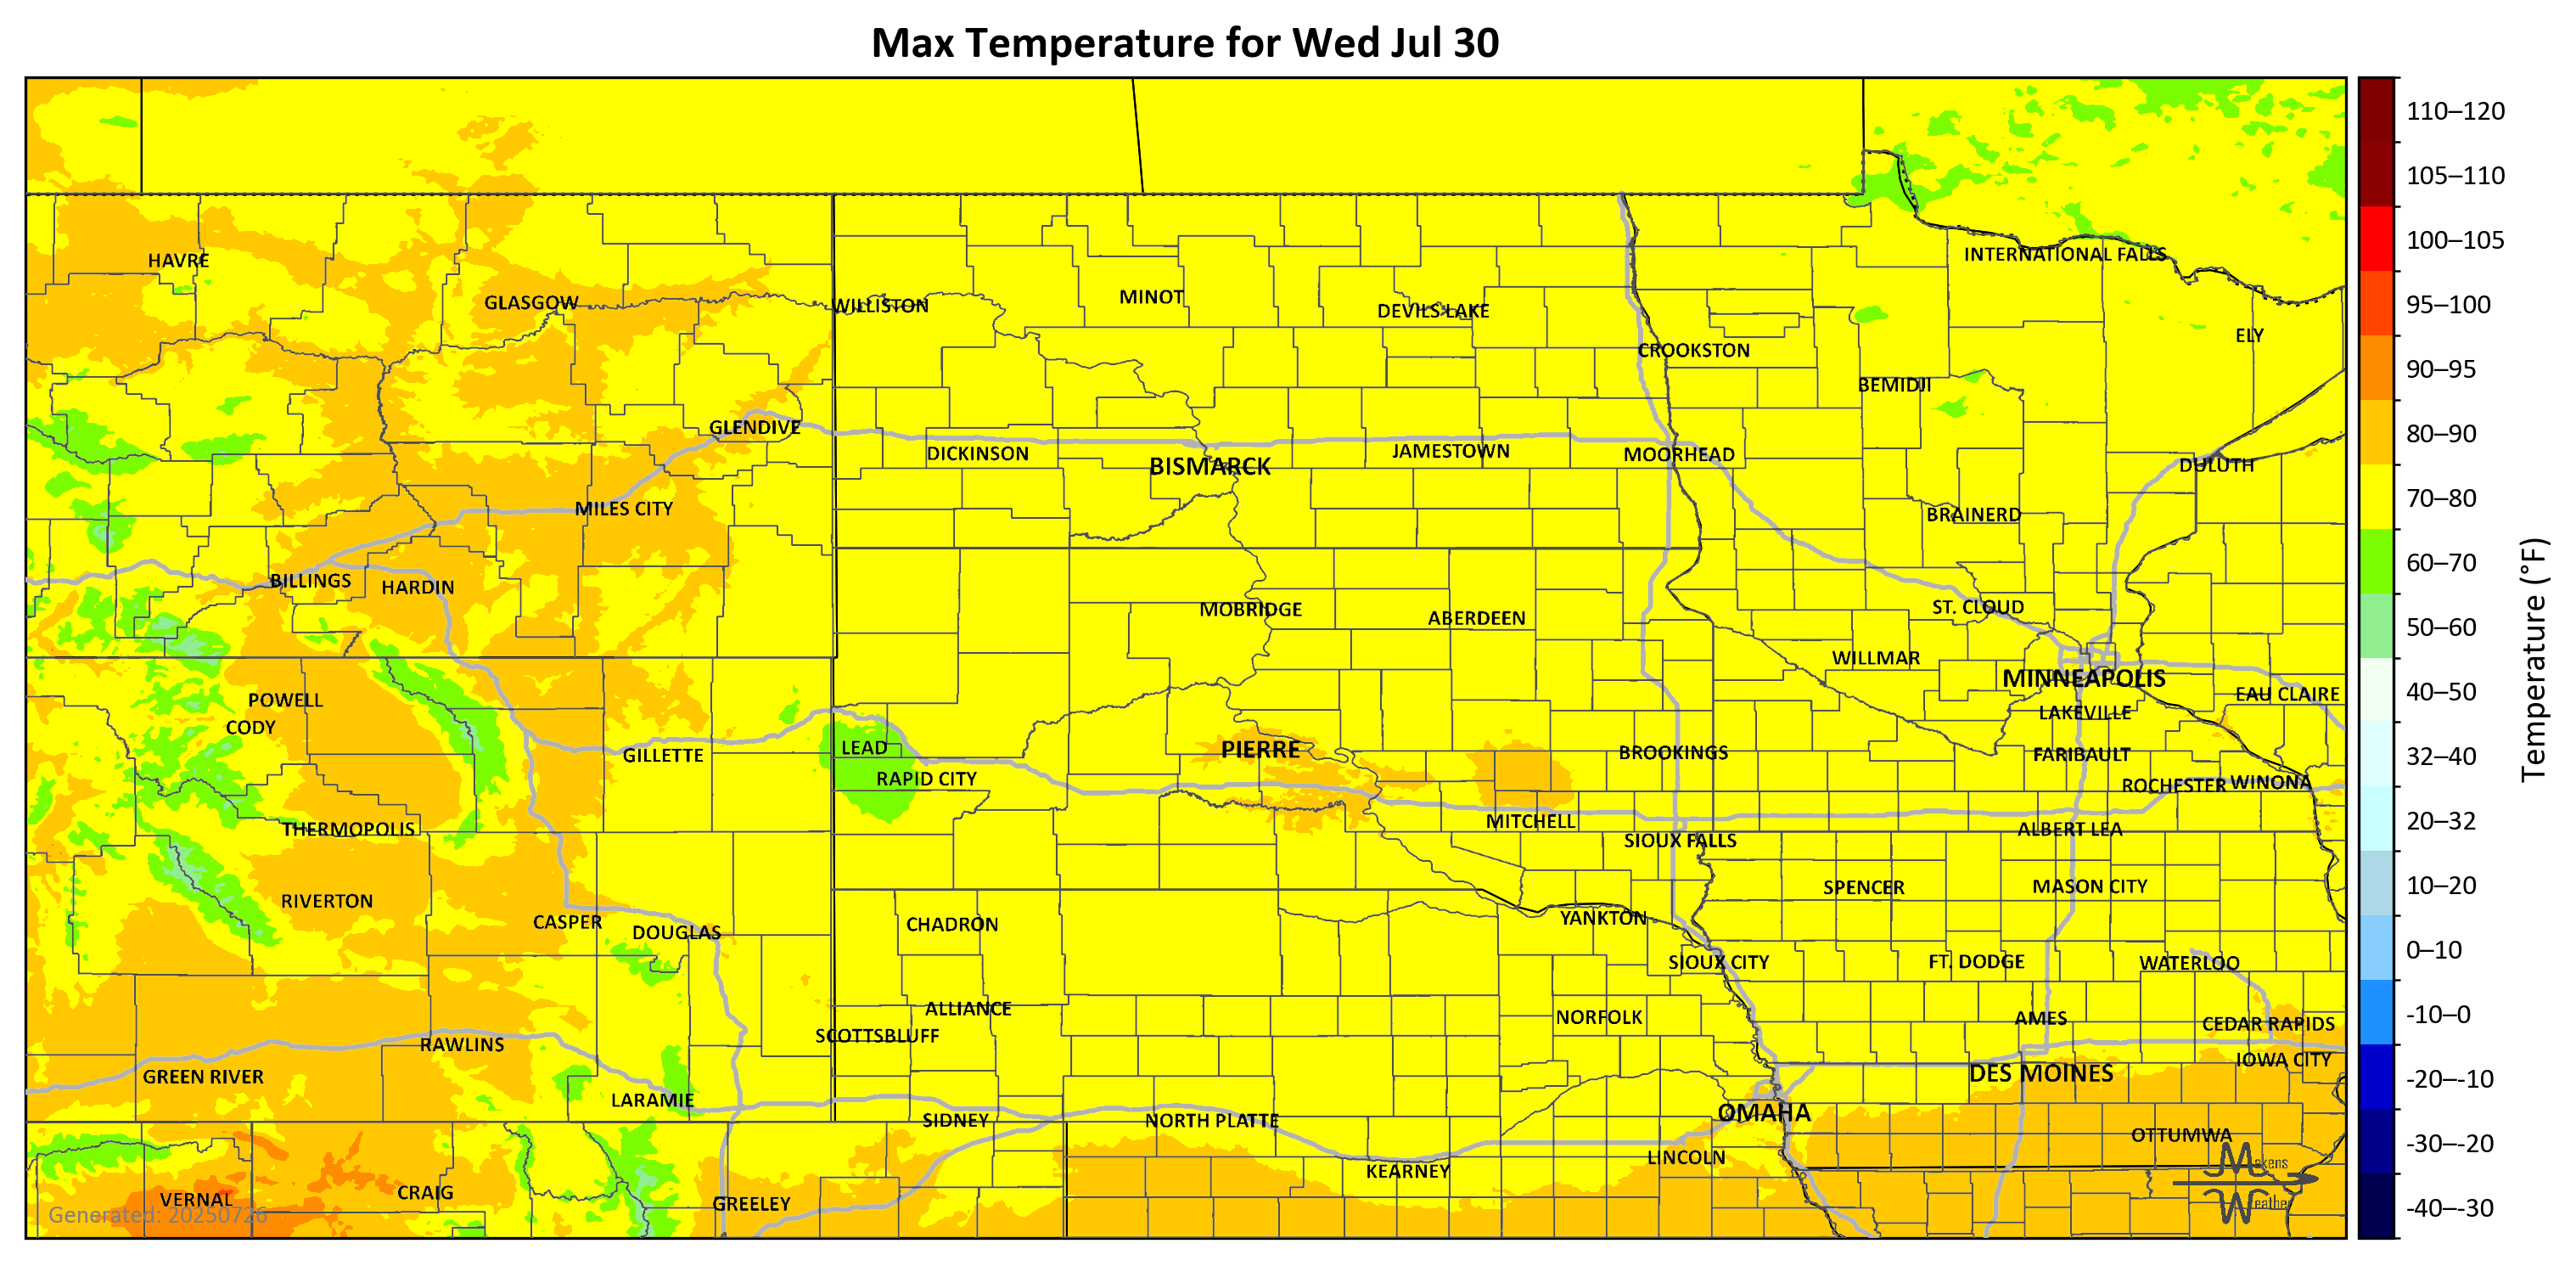 Max Temperature for Wed Jul 30
110–120
105–110
100–105
95–100
90–95
80–90
70–80
60–70
50–60
40–50
32–40
20–32
10–20
0–10
-10–0
-20–-10
-30–-20
-40–-30
Temperature (°F)
HAVRE
GLASGOW
WILLISTON
MINOT
DEVILS LAKE
INTERNATIONAL FALLS
ELY
CROOKSTON
BEMIDJI
GLENDIVE
DICKINSON
BISMARCK
JAMESTOWN
MOORHEAD
DULUTH
MILES CITY
BRAINERD
BILLINGS
HARDIN
MOBRIDGE
ABERDEEN
ST. CLOUD
WILLMAR
MINNEAPOLIS
EAU CLAIRE
POWELL
CODY
LAKEVILLE
GILLETTE
LEAD
PIERRE
BROOKINGS
FARIBAULT
RAPID CITY
ROCHESTER
WINONA
THERMOPOLIS
MITCHELL
SIOUX FALLS
ALBERT LEA
RIVERTON
SPENCER
MASON CITY
CASPER
DOUGLAS
CHADRON
YANKTON
SIOUX CITY
FT. DODGE
WATERLOO
ALLIANCE
NORFOLK
AMES
CEDAR RAPIDS
RAWLINS
SCOTTSBLUFF
IOWA CITY
GREEN RIVER
DES MOINES
LARAMIE
SIDNEY
NORTH PLATTE
OMAHA
OTTUMWA
LINCOLN
KEARNEY
VERNAL
CRAIG
GREELEY
Generated: 20250726
Makens
Weather